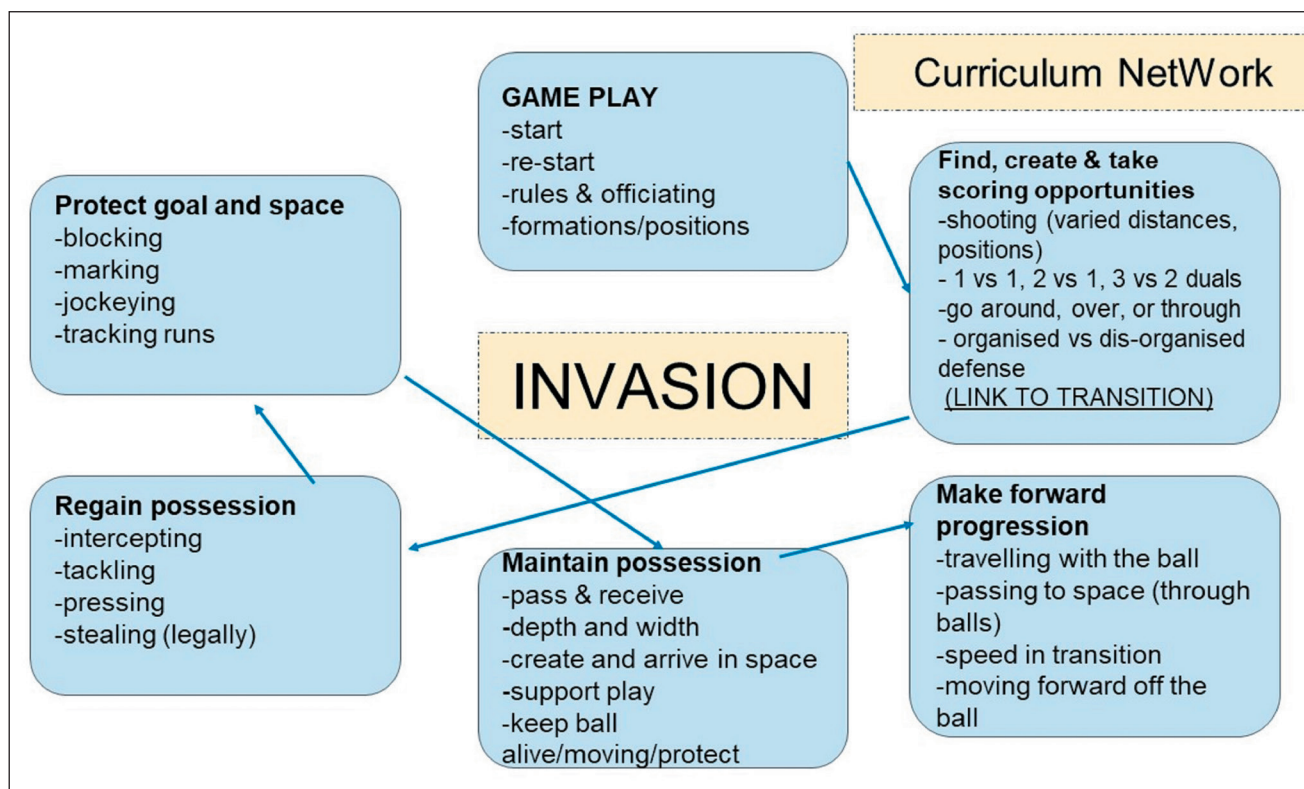 Curriculum NetWork
GAME PLAY
-start
-re-start
-rules & officiating
-formations/positions
Find, create & take
scoring opportunities
-shooting (varied distances,
positions)
- 1 vs 1, 2 vs 1, 3 vs 2 duals
-go around, over, or through
- organised vs dis-organised
defense
(LINK TO TRANSITION)
Protect goal and space
-blocking
-marking
-jockeying
-tracking runs
INVASION
Regain possession
-intercepting
-tackling
-pressing
-stealing (legally)
Maintain possession
-pass & receive
-depth and width
-create and arrive in space
-support play
-keep ball
alive/moving/protect
Make forward
progression
-travelling with the ball
-passing to space (through
balls)
-speed in transition
-moving forward off the
ball